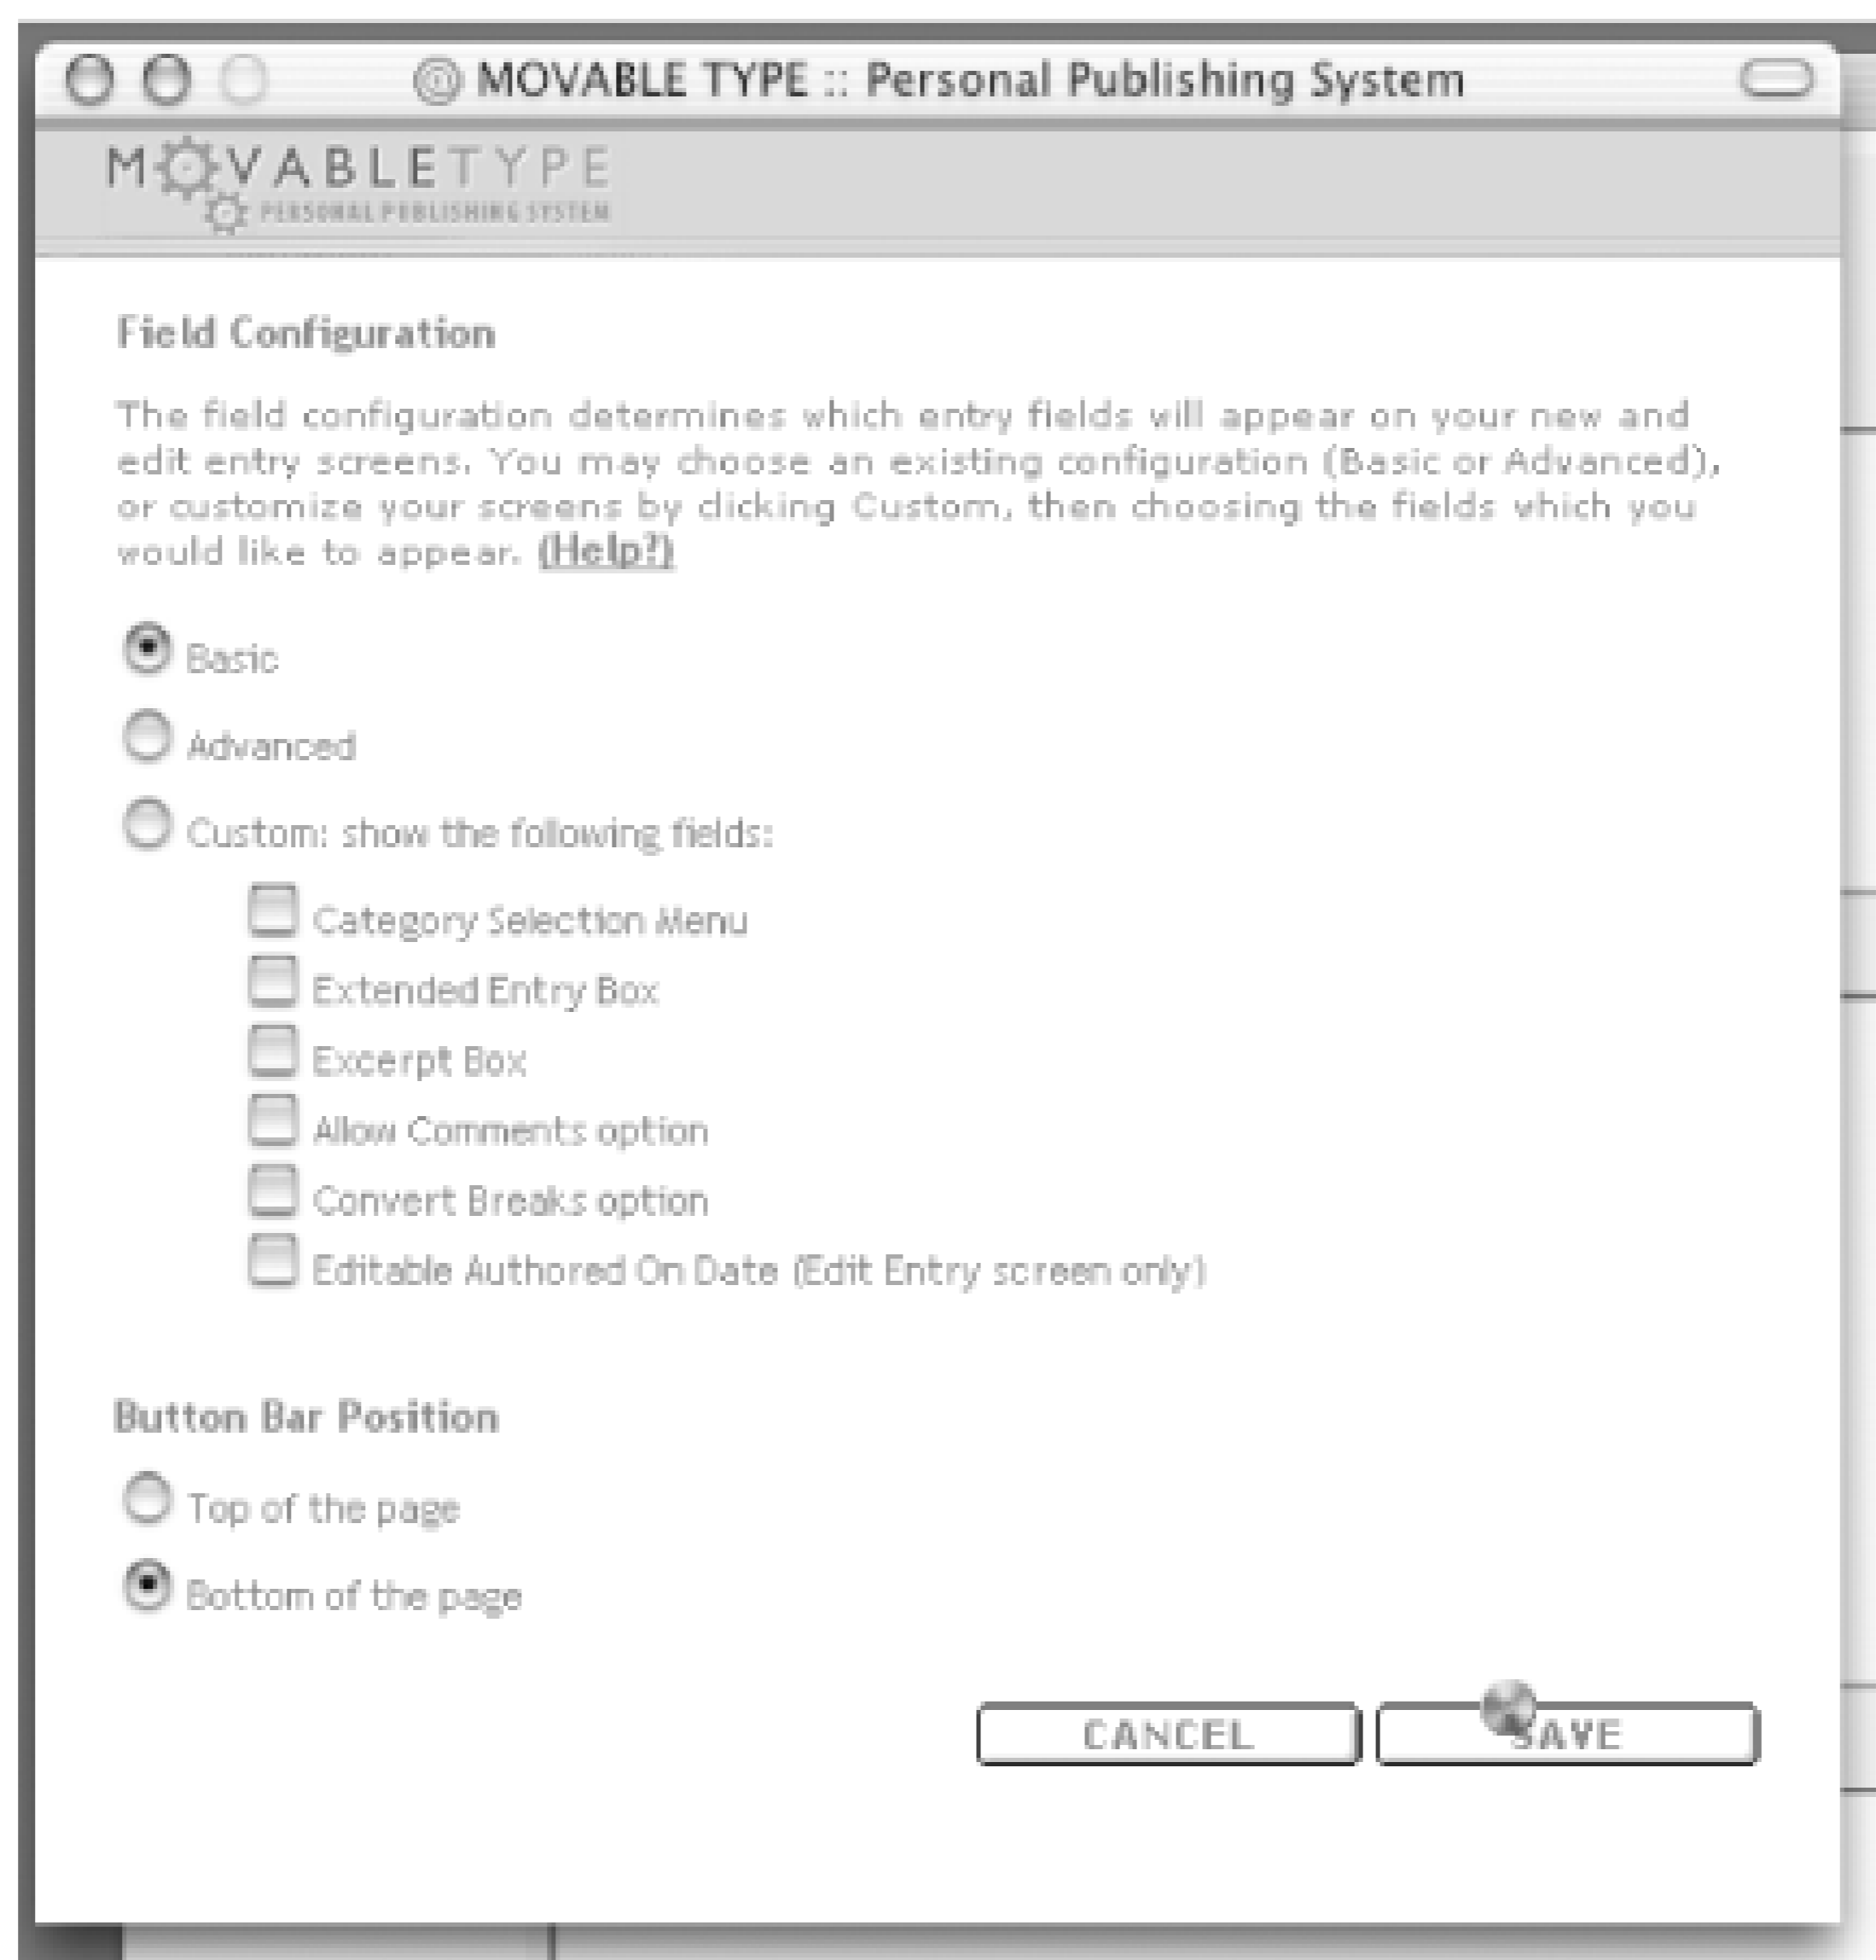 @ MOVABLE TYPE :: Personal Publishing System
MOVABLETYPE
PERSONAL PUBLISHING SYSTEM
Field Configuration
The field configuration determines which entry fields will appear on your new and
edit entry screens. You may choose an existing configuration (Basic or Advanced),
or customize your screens by clicking Custom, then choosing the fields which you
would like to appear. (Help?)
Basic
Advanced
Custom: show the following fields:
Category Selection Menu
Extended Entry Box
Excerpt Box
Allow Comments option
Convert Breaks option
Editable Authored On Date (Edit Entry screen only)
Button Bar Position
Top of the page
Bottom of the page
CANCEL SAVE